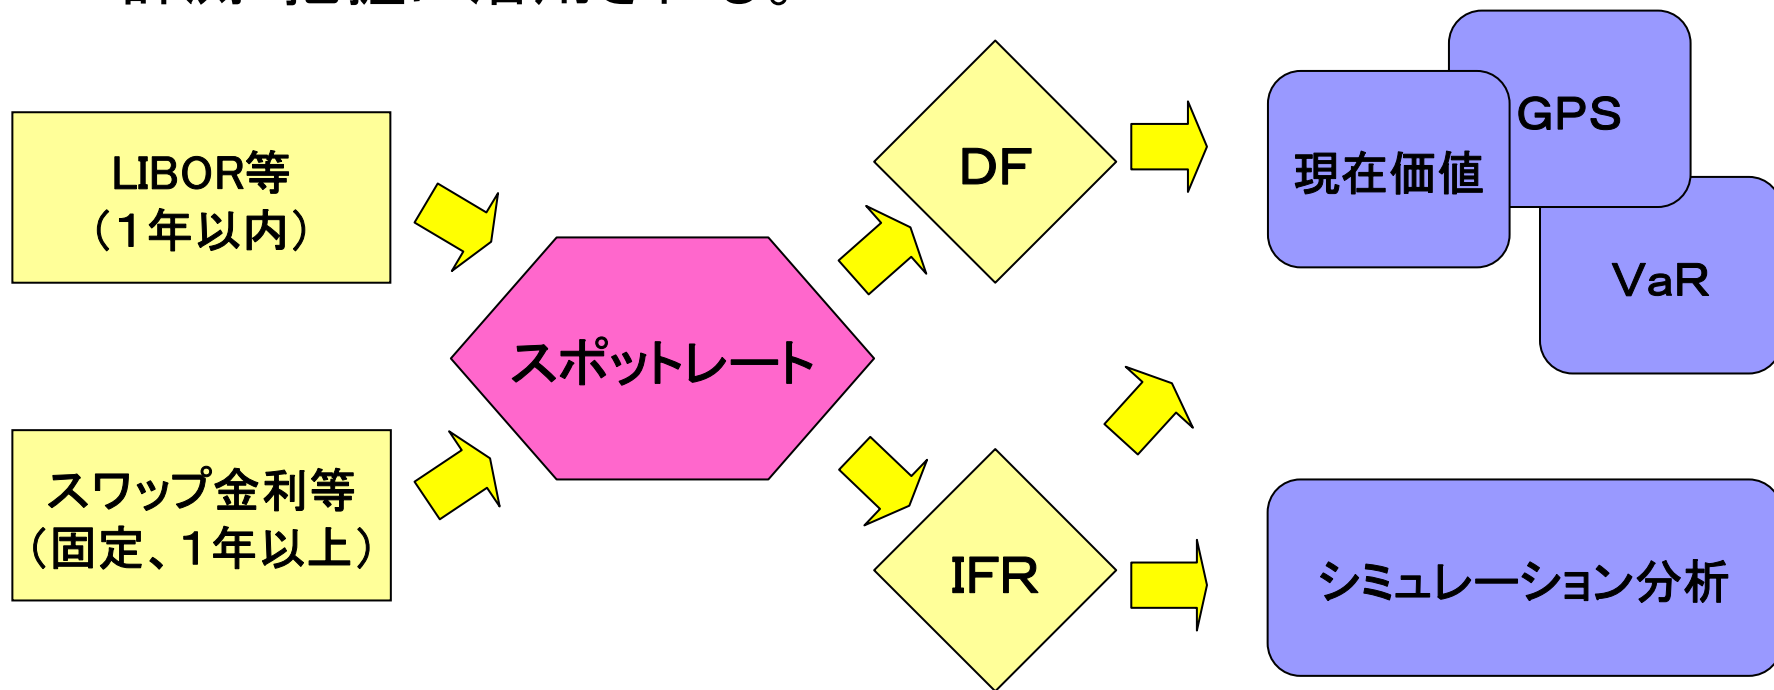 LIBOR等
（１年以内）
スワップ金利等
（固定、１年以上）
スポットレート
DF
IFR
現在価値
GPS
VaR
シミュレーション分析